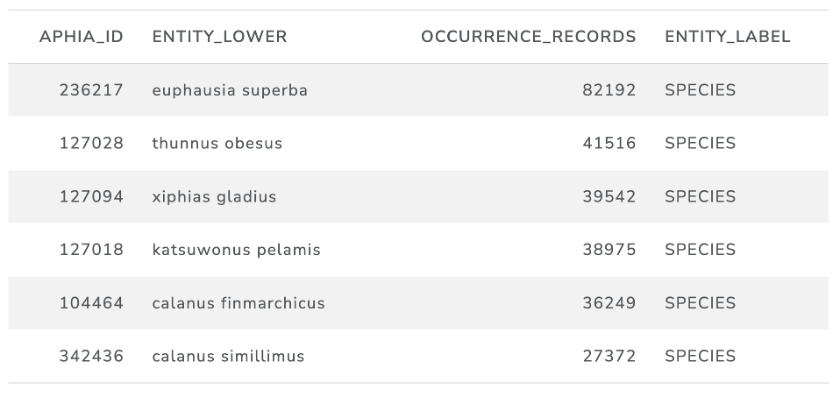 APHIA_ID ENTITY_LOWER OCCURRENCE_RECORDS ENTITY_LABEL
236217 euphausia superba 82192 SPECIES
127028 thunnus obesus 41516 SPECIES
127094 xiphias gladius 39542 SPECIES
127018 katsuwonus pelamis 38975 SPECIES
104464 calanus finmarchicus 36249 SPECIES
342436 calanus simillimus 27372 SPECIES